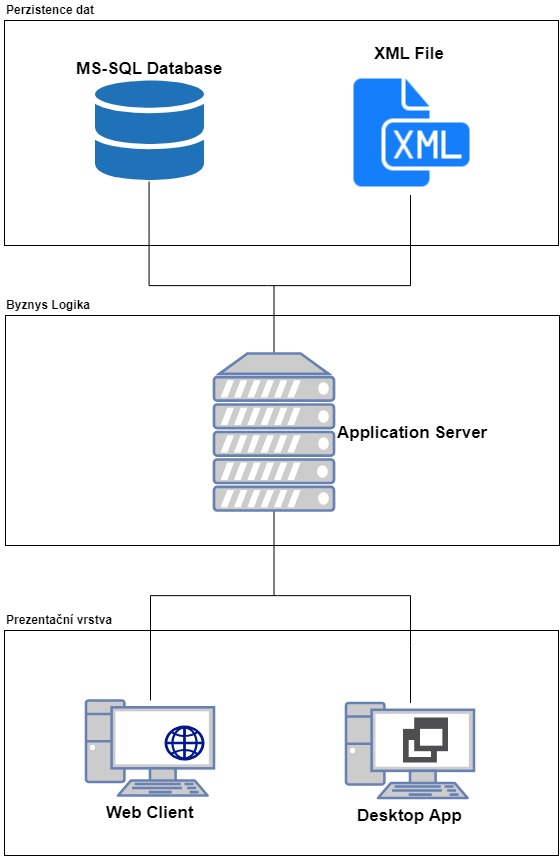 Perzistence dat
MS-SQL Database
XML File
XML
Byznys Logika
Application Server
Prezentační vrstva
Web Client
Desktop App